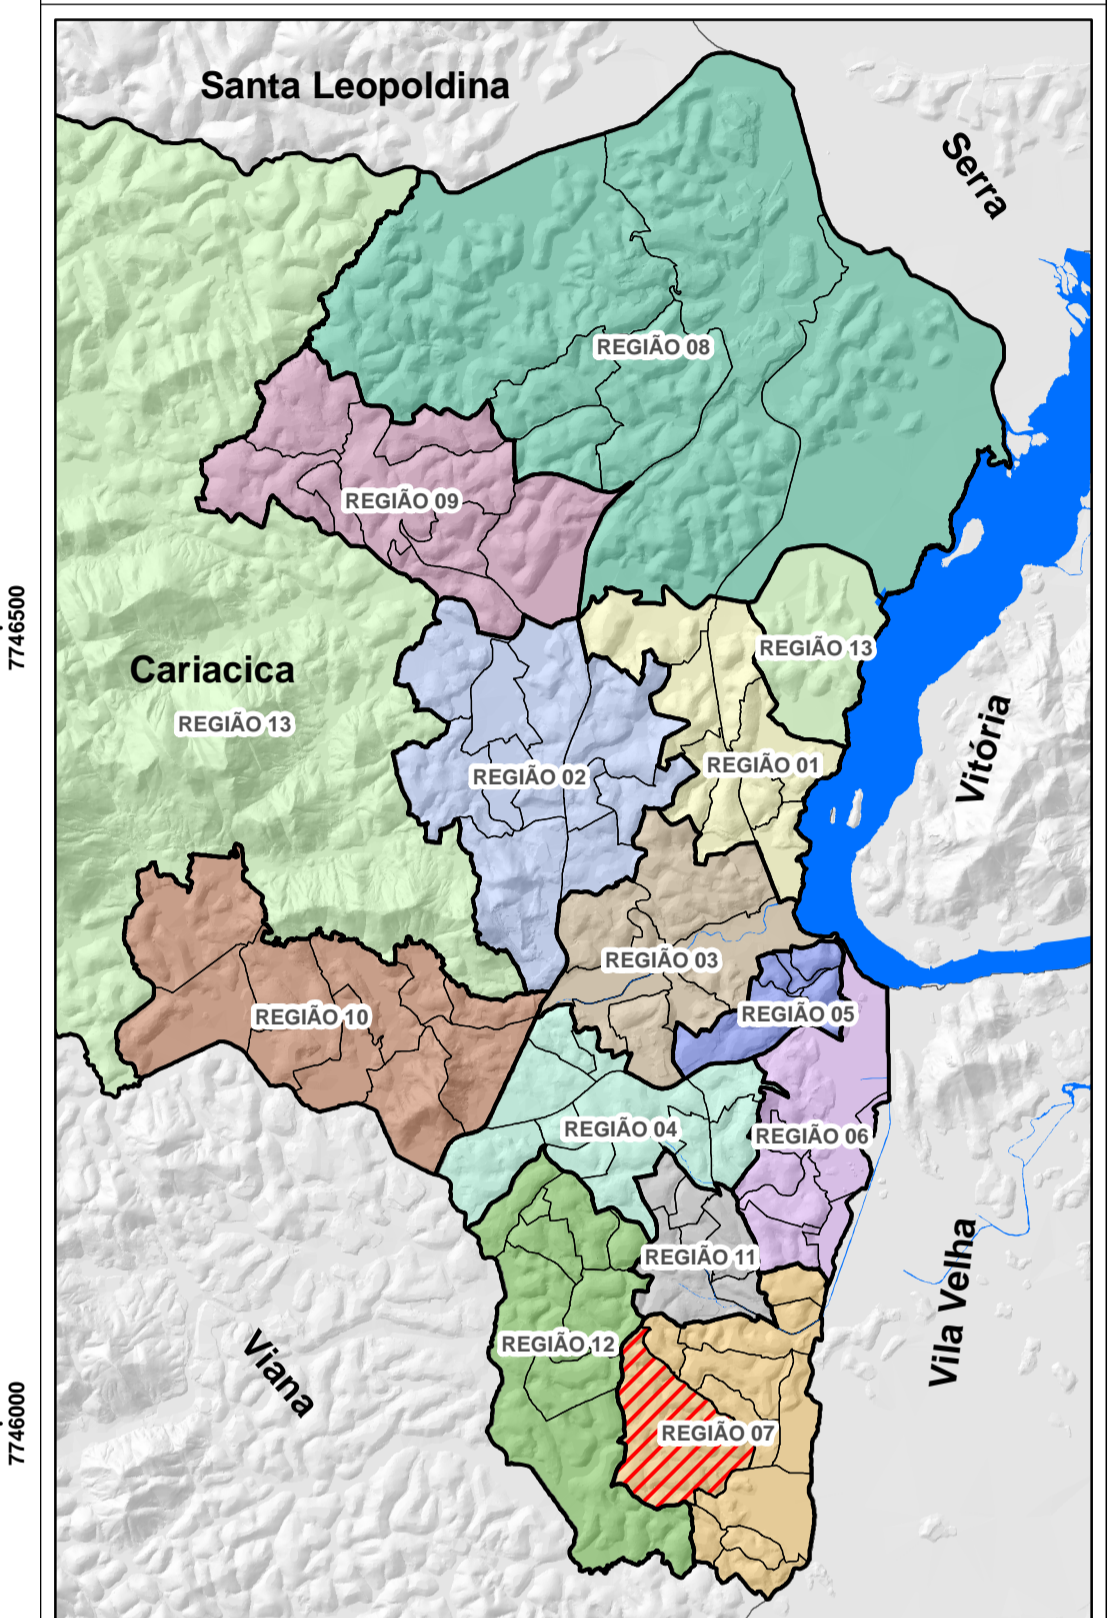 Santa Leopoldina
Serra
REGIÃO 08
REGIÃO 09
7746500
REGIÃO 13
Cariacica
REGIÃO 13
Vitória
REGIÃO 01
REGIÃO 02
REGIÃO 03
REGIÃO 10
REGIÃO 05
REGIÃO 04
REGIÃO 06
REGIÃO 11
Vila Velha
REGIÃO 12
Viana
7746000
REGIÃO 07